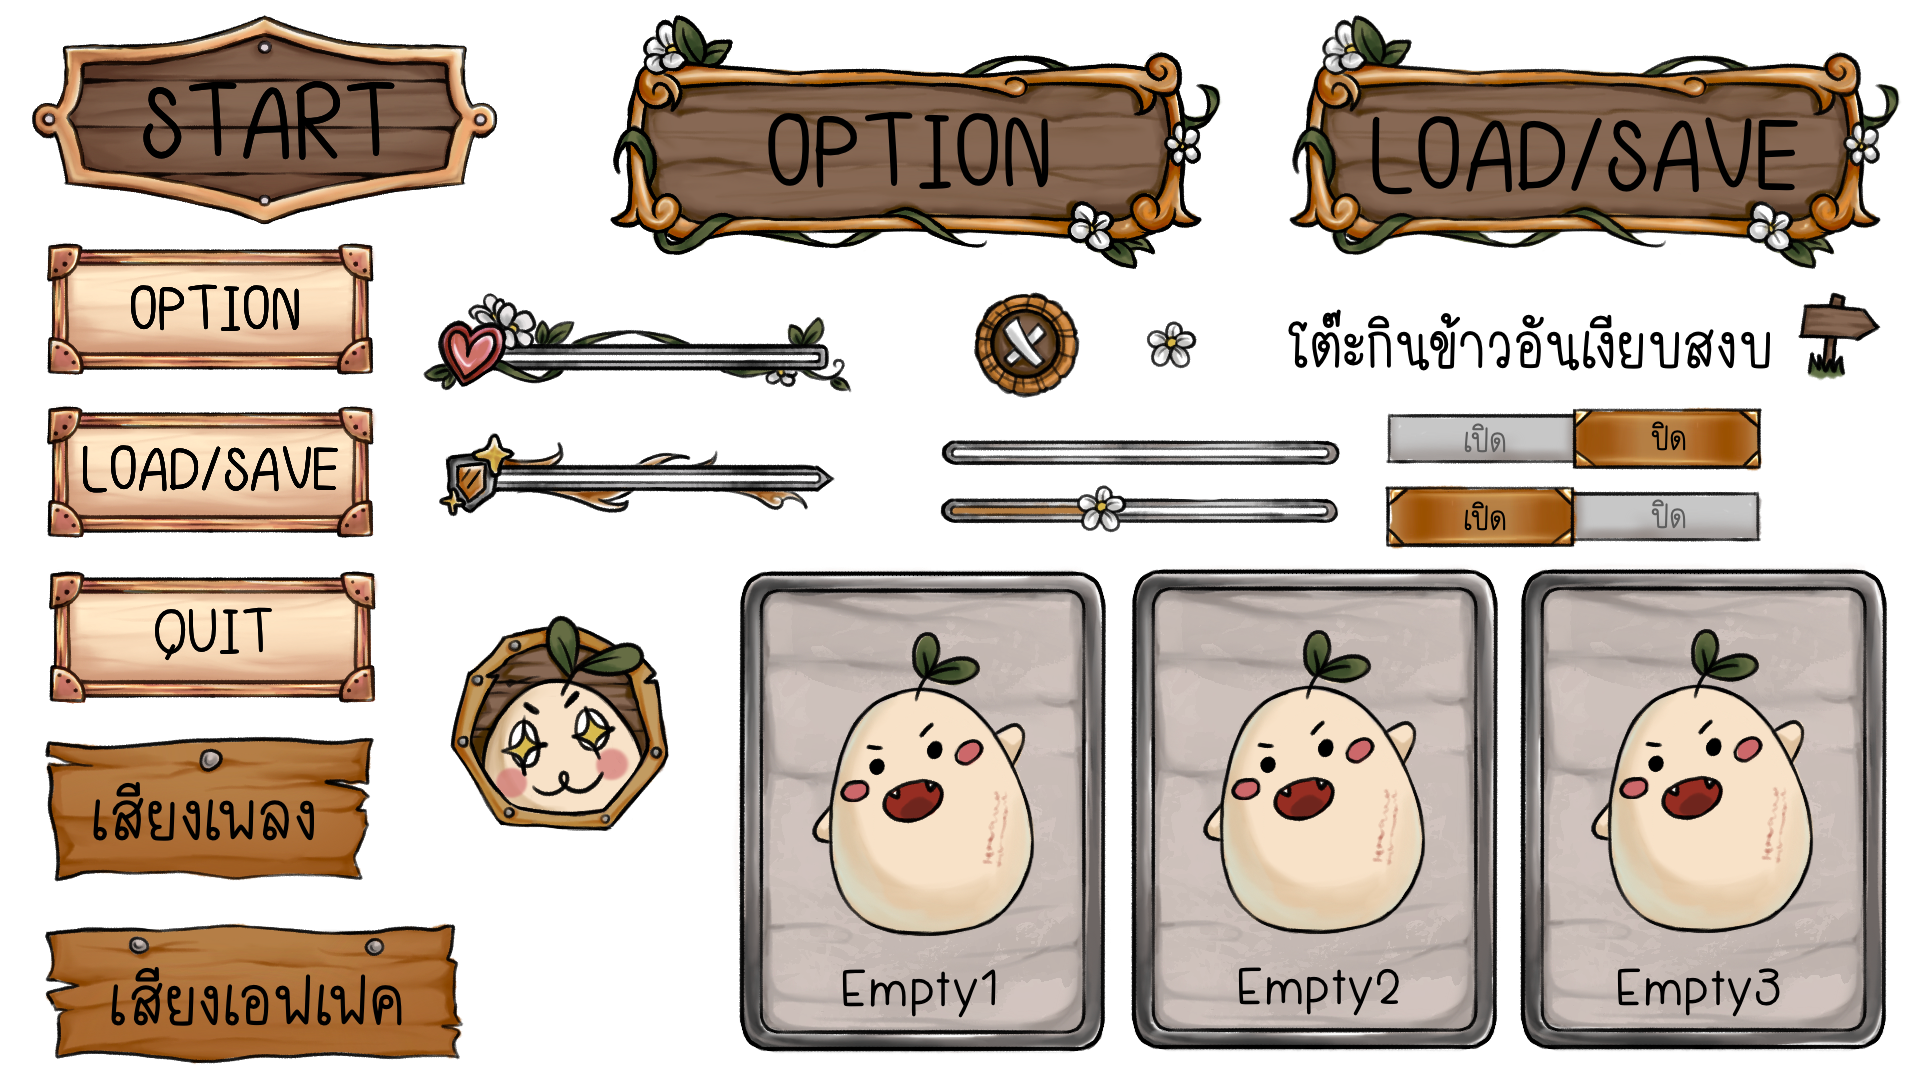 START
OPTION
LOAD/SAVE
OPTION
โต๊ะกินข้าวอันเงียบสงบ
LOAD/SAVE
เปิด ปิด
เปิด ปิด
QUIT
เสียงเพลง
เสียงเอฟเฟค
Empty1
Empty2
Empty3